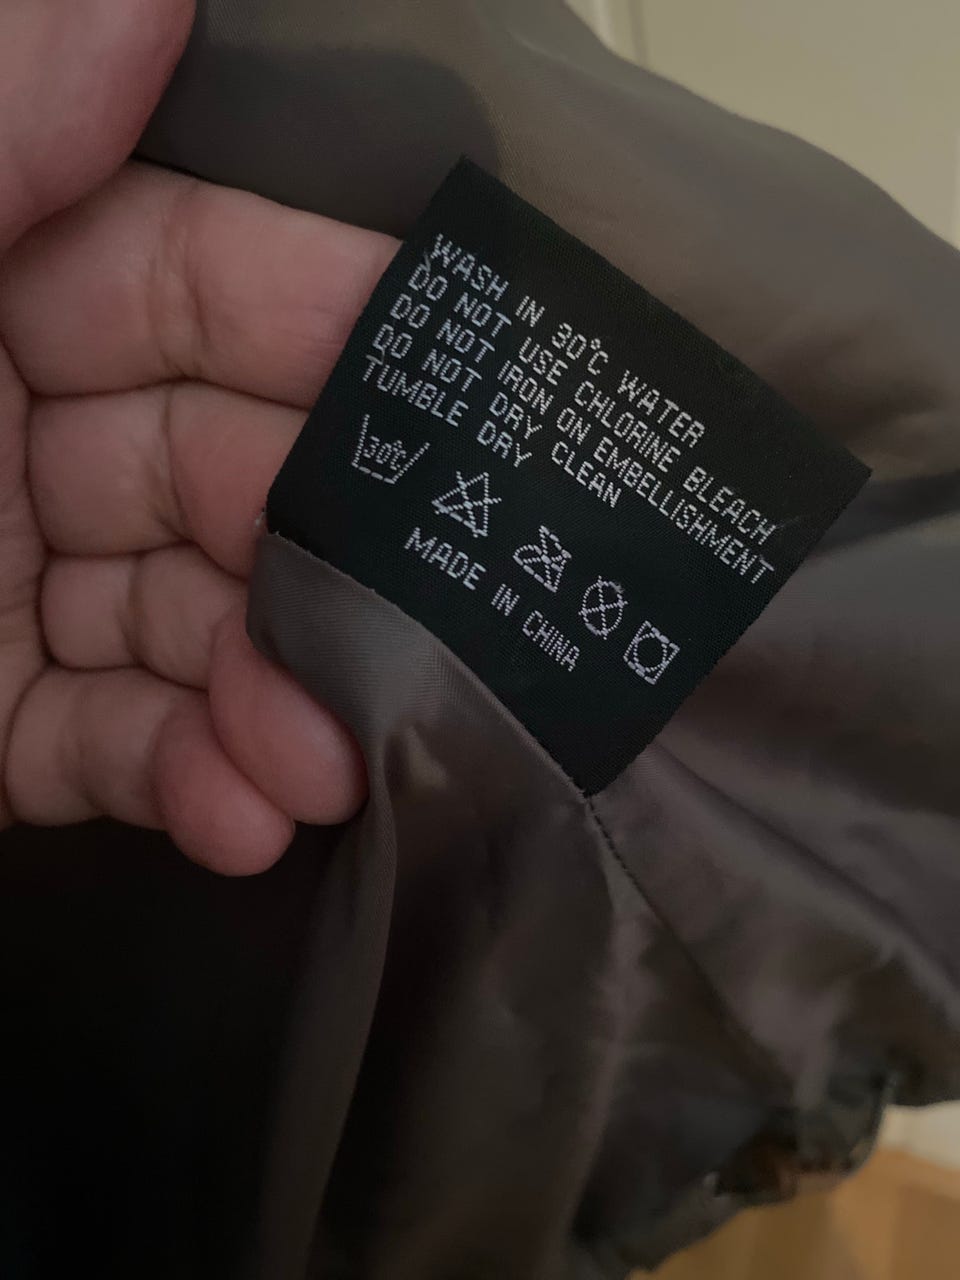 WASH IN 30°C WATER
DO NOT USE CHLORINE BLEACH
DO NOT IRON ON EMBELLISHMENT
DO NOT DRY CLEAN
TUMBLE DRY
30°C
MADE IN CHINA